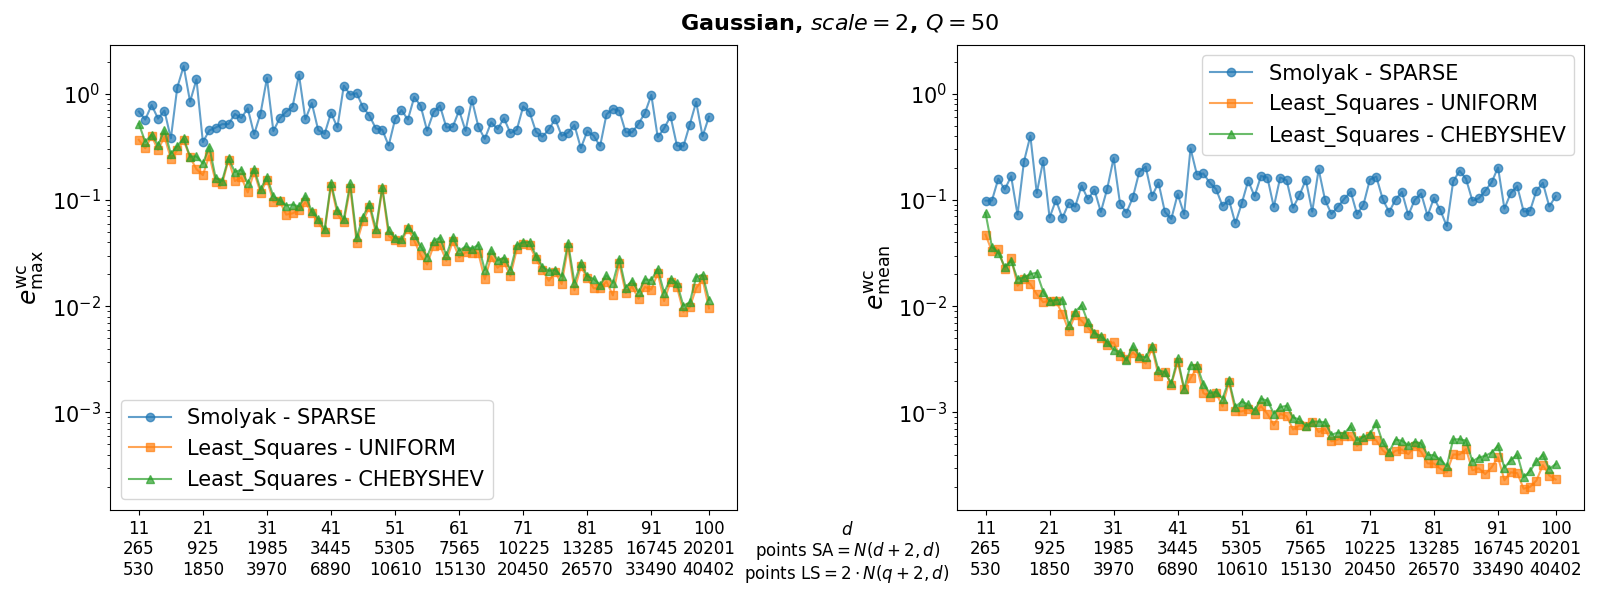 Gaussian, scale = 2, Q = 50
10⁰
10⁻¹
10⁻²
10⁻³
e^wc_max
Smolyak - SPARSE
Least_Squares - UNIFORM
Least_Squares - CHEBYSHEV
11 21 31 41 51 61 71 81 91 100
265 925 1985 3445 5305 7565 10225 13285 16745 20201
530 1850 3970 6890 10610 15130 20450 26570 33490 40402
d
points SA = N(d + 2, d)
points LS = 2 · N(q + 2, d)
10⁰
10⁻¹
10⁻²
10⁻³
e^wc_mean
Smolyak - SPARSE
Least_Squares - UNIFORM
Least_Squares - CHEBYSHEV
11 21 31 41 51 61 71 81 91 100
265 925 1985 3445 5305 7565 10225 13285 16745 20201
530 1850 3970 6890 10610 15130 20450 26570 33490 40402